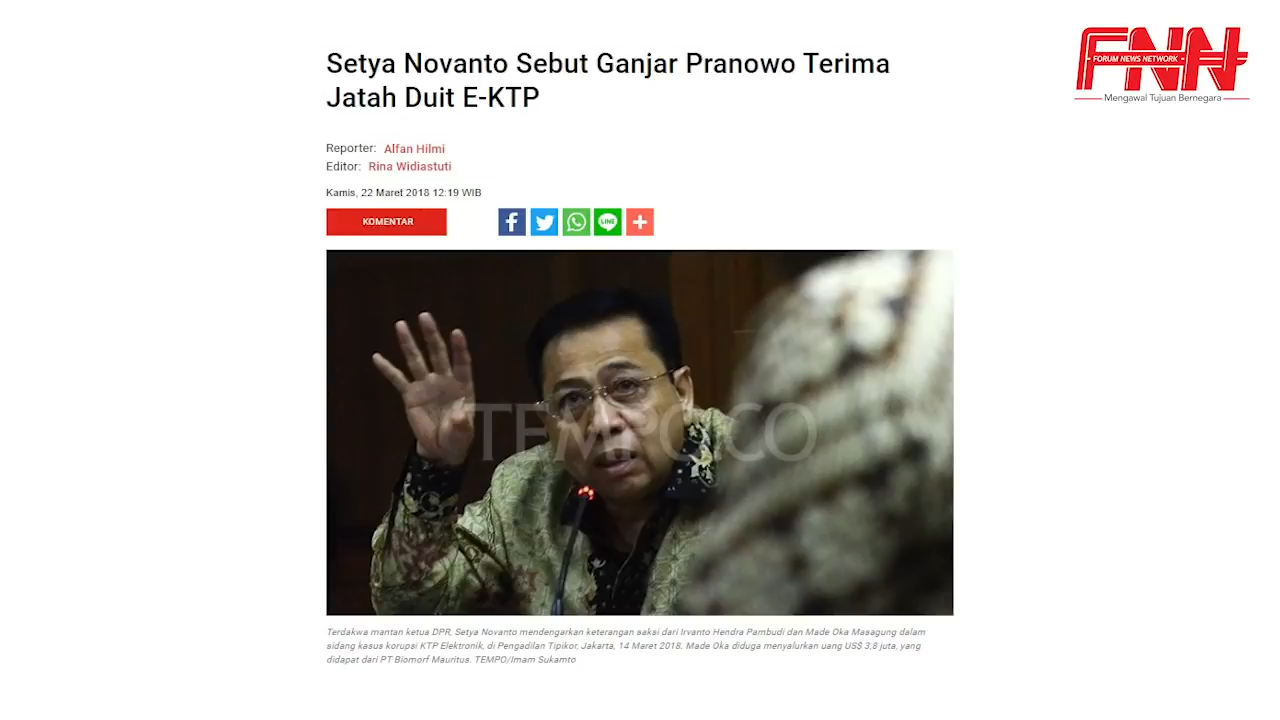 Setya Novanto Sebut Ganjar Pranowo Terima
Jatah Duit E-KTP
FNN
FORUM NEWS NETWORK
Mengawal Tujuan Bernegara
Reporter: Alfan Hilmi
Editor: Rina Widiastuti
Kamis, 22 Maret 2018 12:19 WIB
KOMENTAR
LINE
TEMPO.CO
Terdakwa mantan ketua DPR, Setya Novanto mendengarkan keterangan saksi dari Irvanto Hendra Pambudi dan Made Oka Masagung dalam
sidang kasus korupsi KTP Elektronik, di Pengadilan Tipikor, Jakarta, 14 Maret 2018. Made Oka diduga menyalurkan uang US$ 3,8 juta, yang
didapat dari PT Biomorf Mauritus. TEMPO/Imam Sukamto